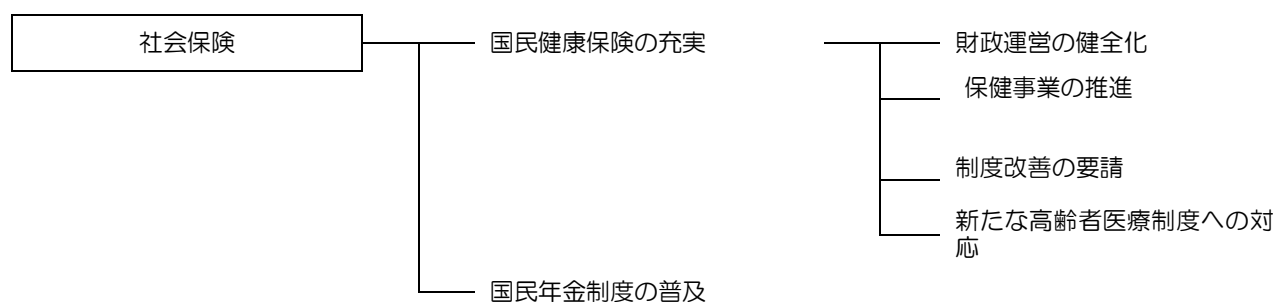 社会保険
国民健康保険の充実
財政運営の健全化
保健事業の推進
制度改善の要請
新たな高齢者医療制度への対
応
国民年金制度の普及